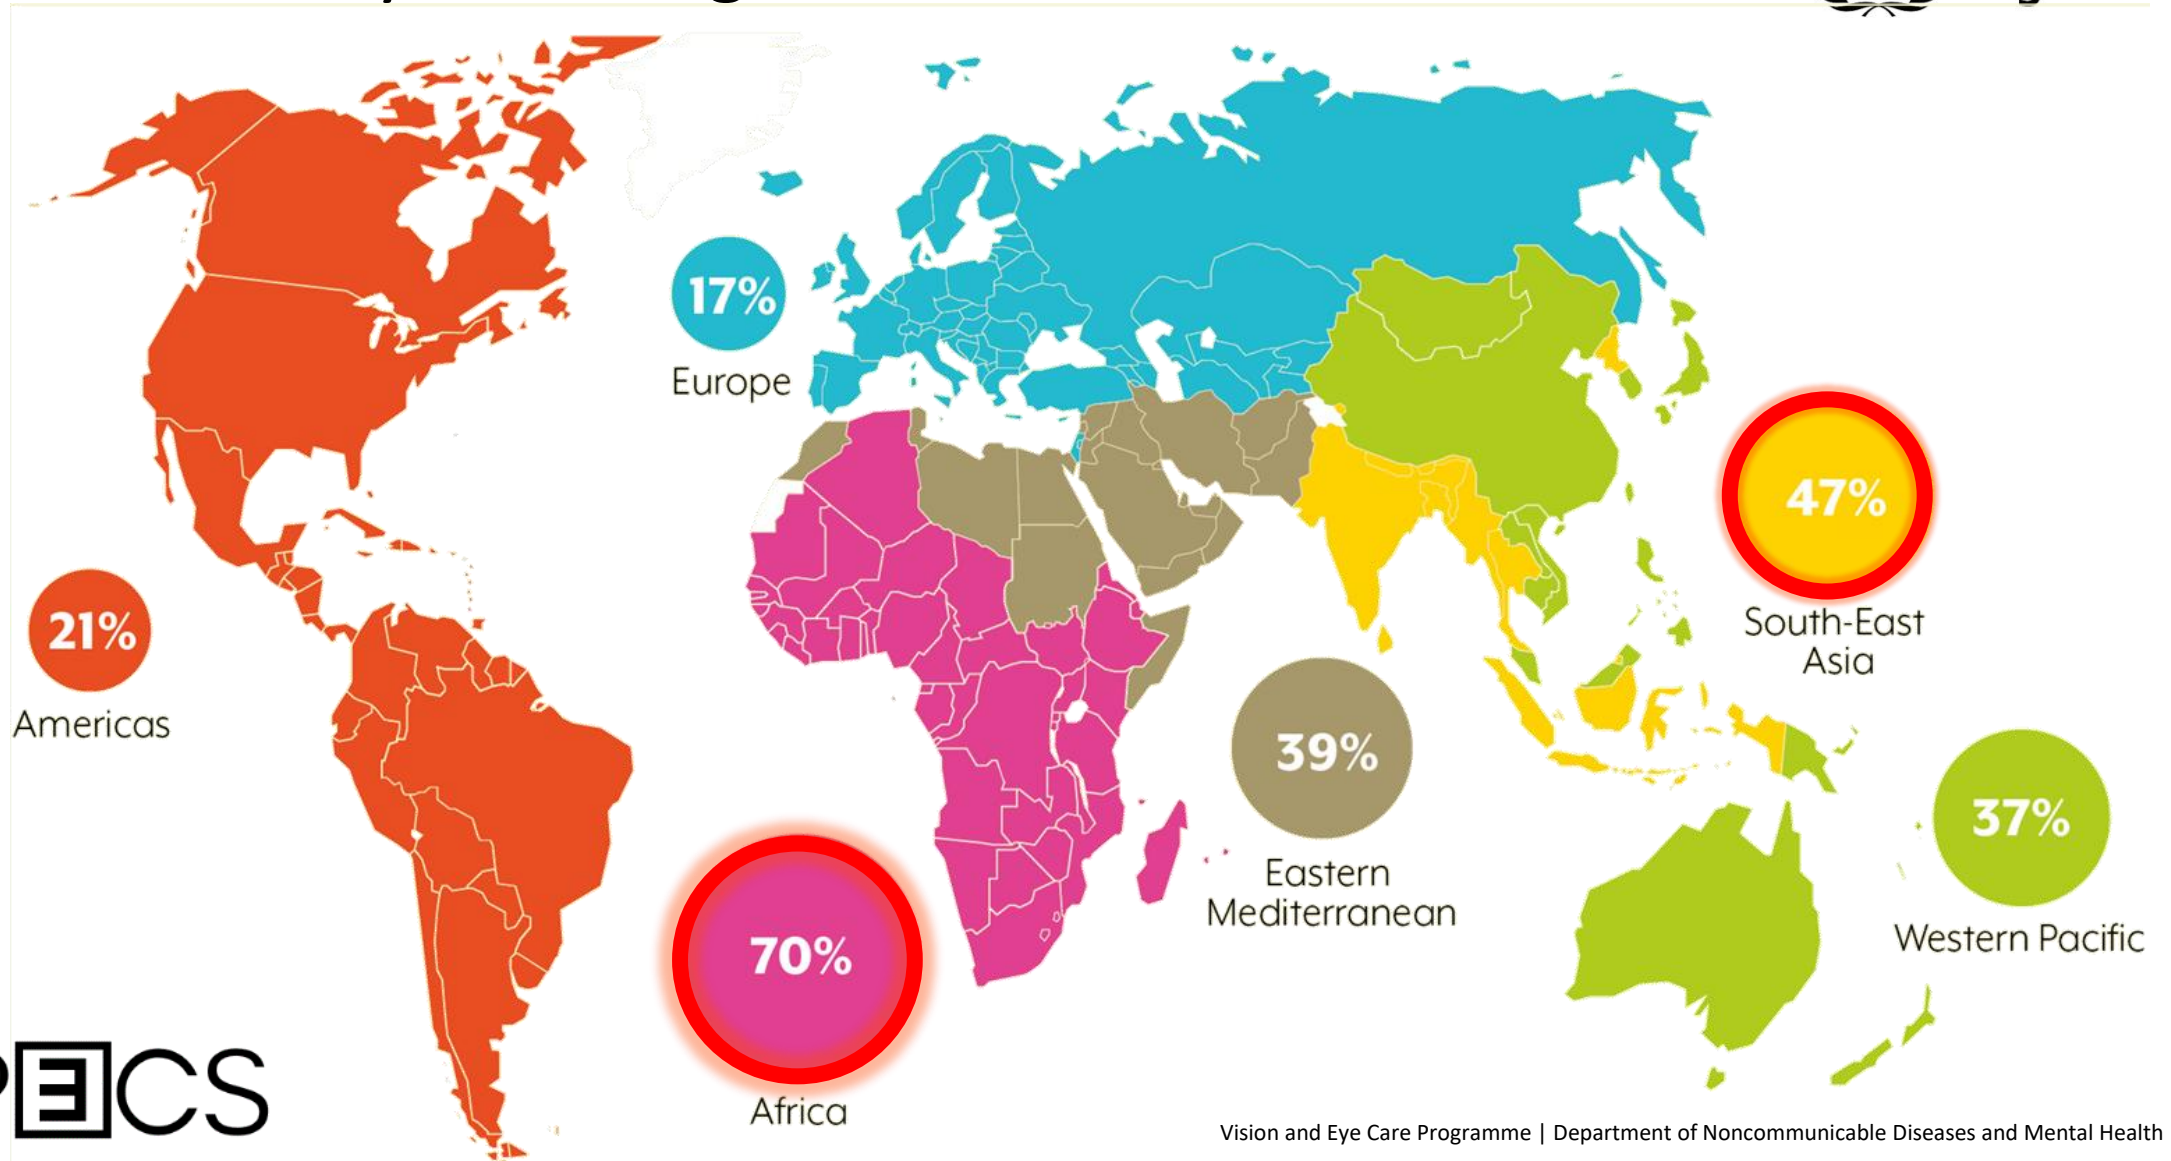 17%
Europe
47%
South-East
Asia
21%
Americas
39%
Eastern
Mediterranean
37%
Western Pacific
70%
Africa
CS
Vision and Eye Care Programme | Department of Noncommunicable Diseases and Mental Health